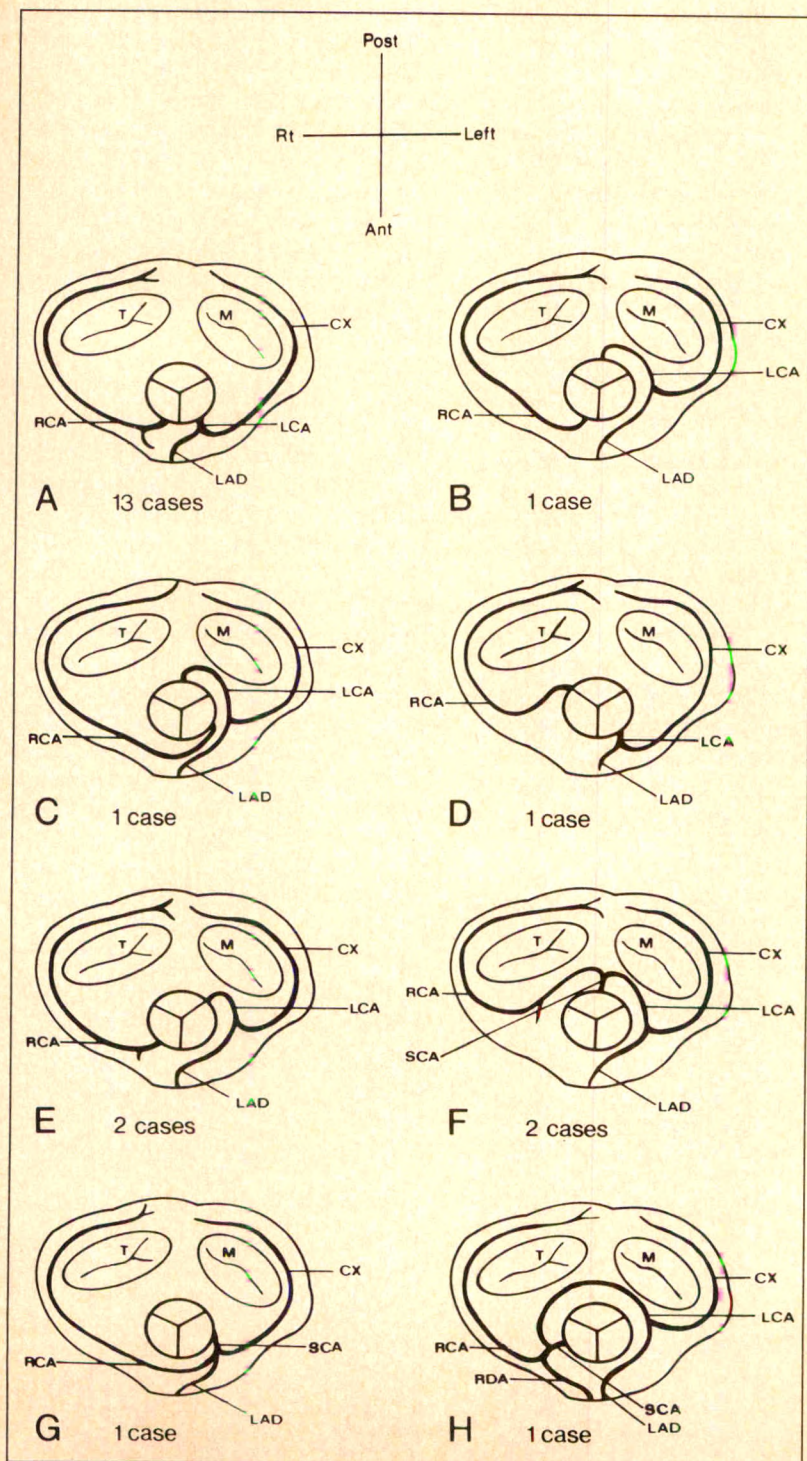 Post
Rt
Left
Ant
T
M
CX
RCA
LCA
LAD
A 13 cases
T
M
CX
LCA
RCA
LAD
B 1 case
T
M
CX
LCA
RCA
LAD
C 1 case
T
M
CX
RCA
LCA
LAD
D 1 case
T
M
CX
LCA
RCA
LAD
E 2 cases
T
M
CX
RCA
LCA
SCA
LAD
F 2 cases
T
M
CX
SCA
RCA
LAD
G 1 case
T
M
CX
LCA
RCA
RDA
SCA
LAD
H 1 case